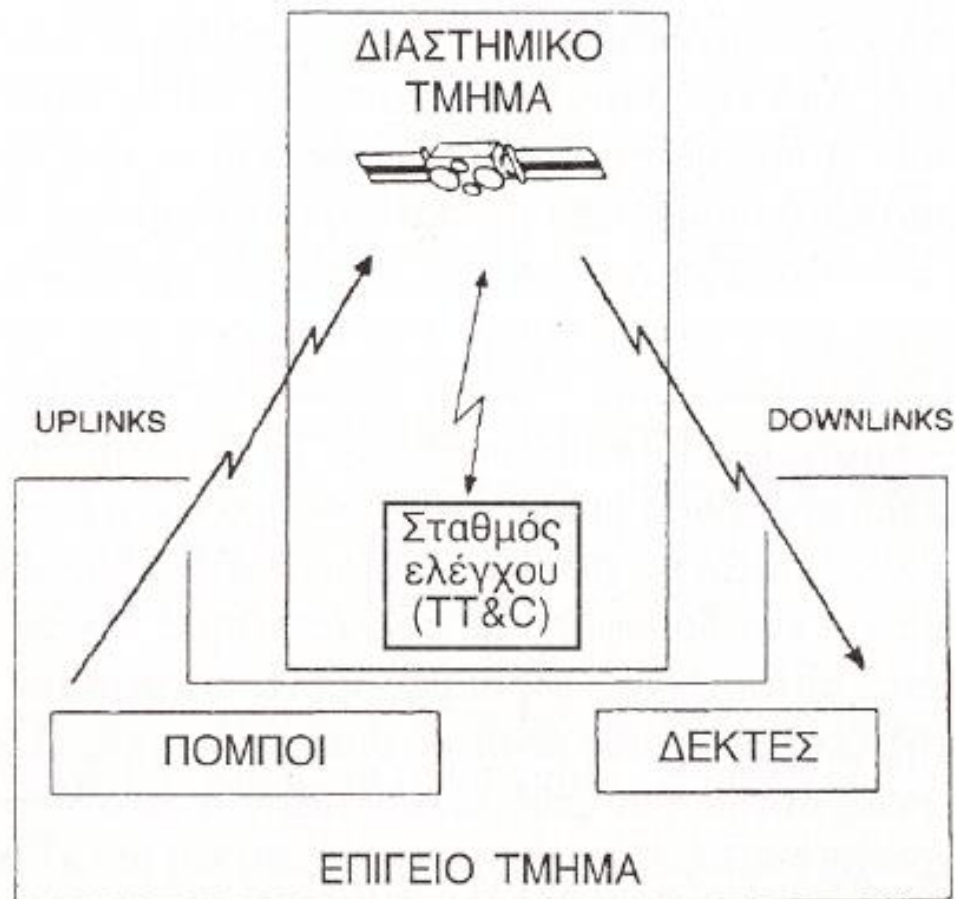 ΔΙΑΣΤΗΜΙΚΟ
ΤΜΗΜΑ
UPLINKS
DOWNLINKS
Σταθμός
ελέγχου
(TT&C)
ΠΟΜΠΟΙ
ΔΕΚΤΕΣ
ΕΠΙΓΕΙΟ ΤΜΗΜΑ